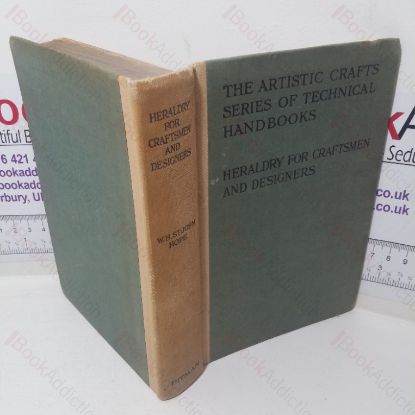 HERALDRY
FOR
CRAFTSMEN
AND
DESIGNERS
W.H. ST. JOHN
HOPE
PITMAN
THE ARTISTIC CRAFTS
SERIES OF TECHNICAL
HANDBOOKS
HERALDRY FOR CRAFTSMEN
AND DESIGNERS
BookAddiction